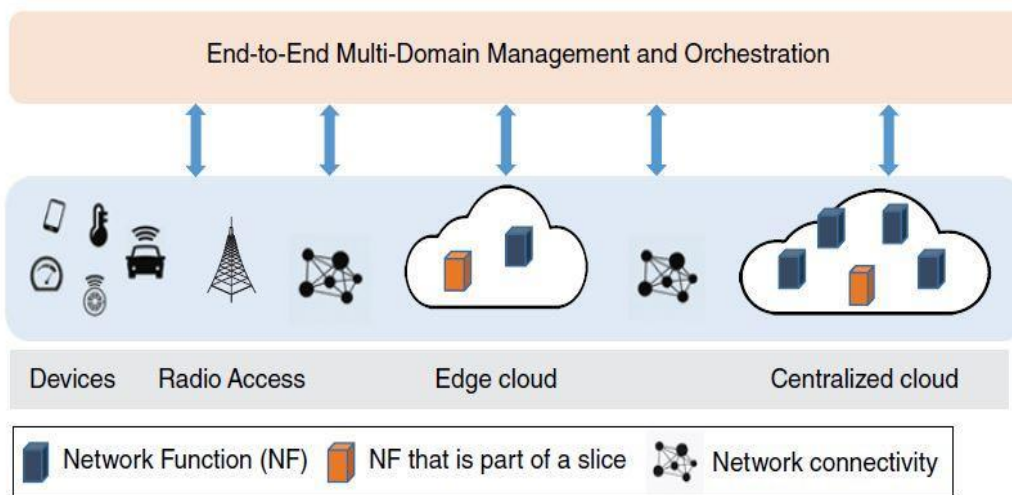 End-to-End Multi-Domain Management and Orchestration
Devices Radio Access Edge cloud Centralized cloud
Network Function (NF) NF that is part of a slice Network connectivity